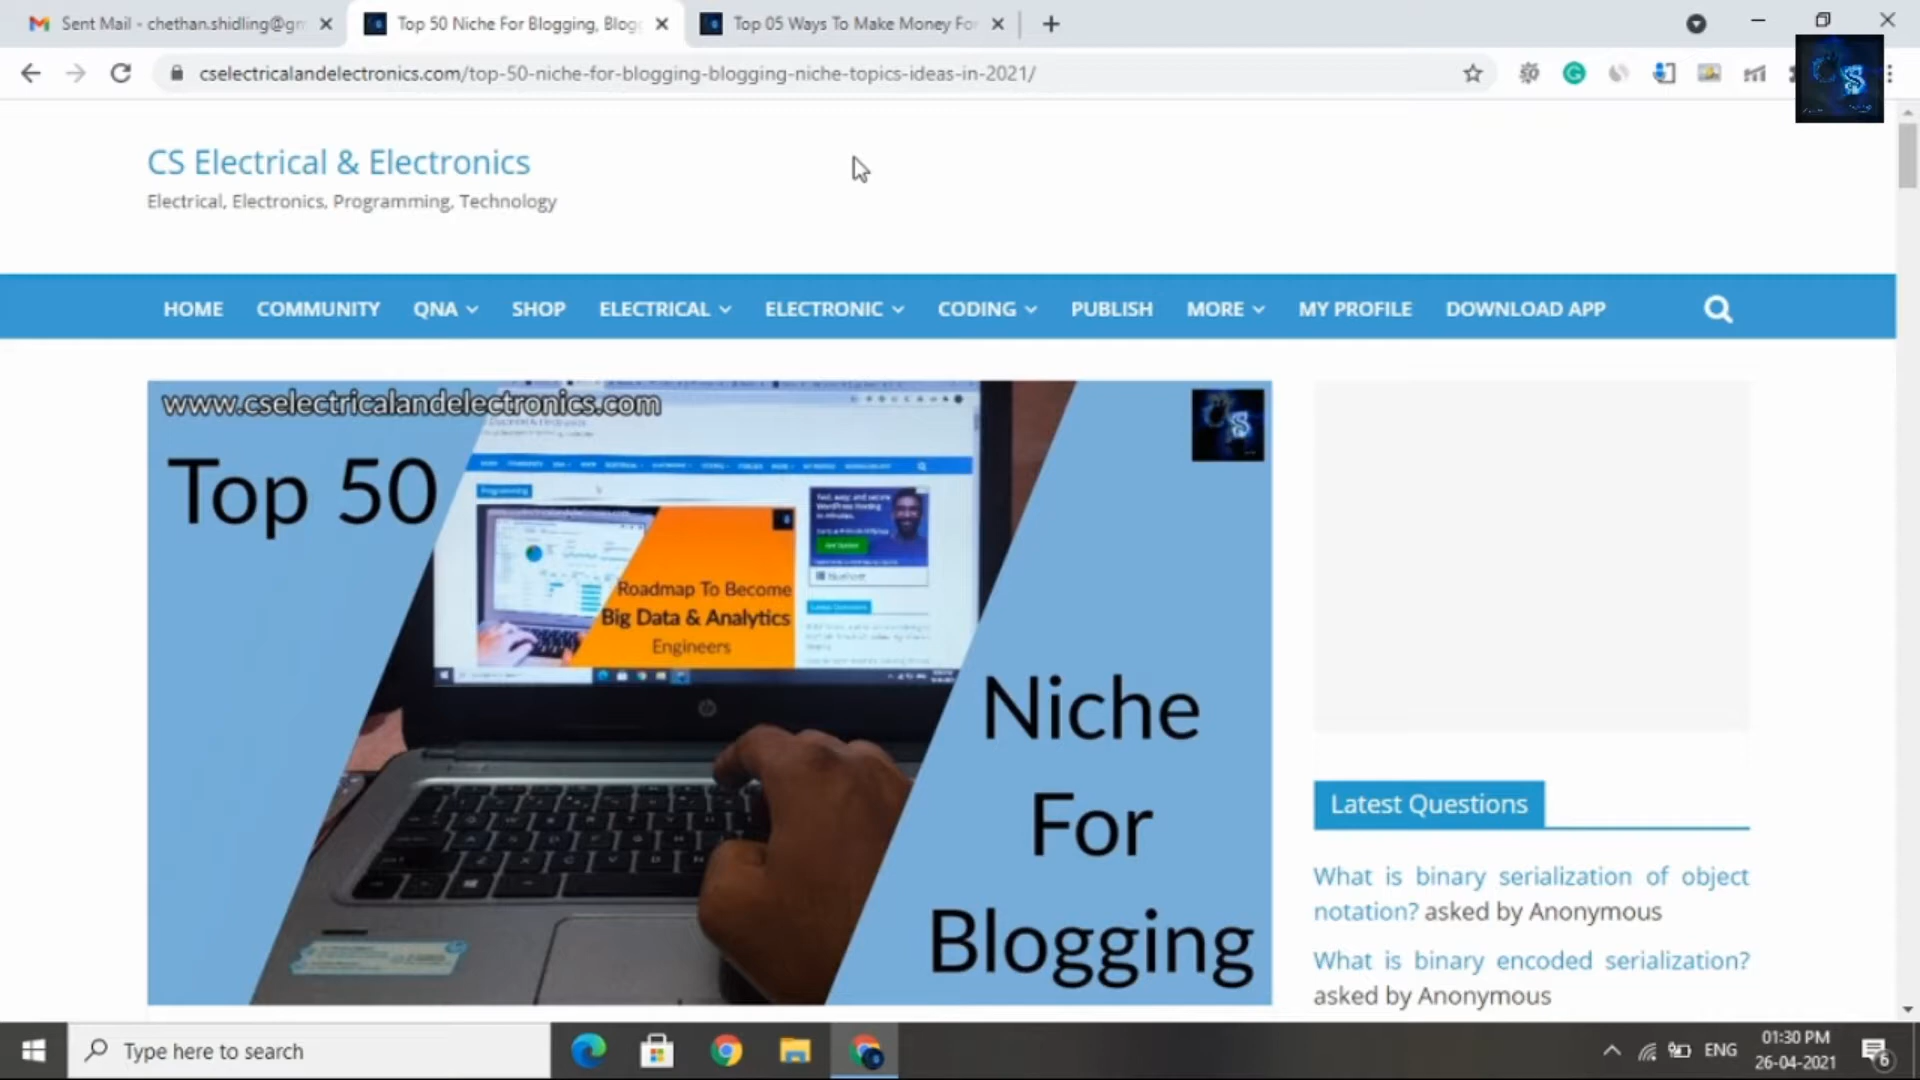 Sent Mail - chethan.shidling@gm
Top 50 Niche For Blogging, Blogg
Top 05 Ways To Make Money For
cselectricalandelectronics.com/top-50-niche-for-blogging-blogging-niche-topics-ideas-in-2021/
CS Electrical & Electronics
Electrical, Electronics, Programming, Technology
HOME COMMUNITY QNA SHOP ELECTRICAL ELECTRONIC CODING PUBLISH MORE MY PROFILE DOWNLOAD APP
www.cselectricalandelectronics.com
Top 50
Programming
Roadmap To Become
Big Data & Analytics
Engineers
Latest Questions
Niche
For
Blogging
Latest Questions
What is binary serialization of object
notation? asked by Anonymous
What is binary encoded serialization?
asked by Anonymous
Type here to search
ENG
01:30 PM
26-04-2021
6